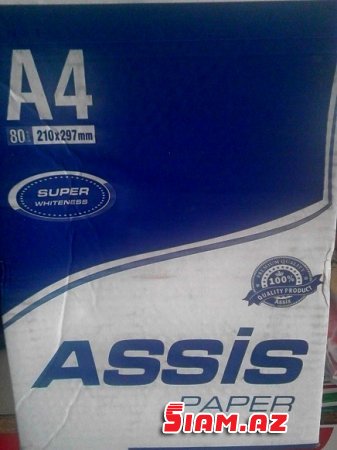 A4
80 210x297mm
SUPER
WHITENESS
PREMIUM QUALITY
100%
QUALITY PRODUCT
Assis
ASSiS
PAPER
SIAM.AZ